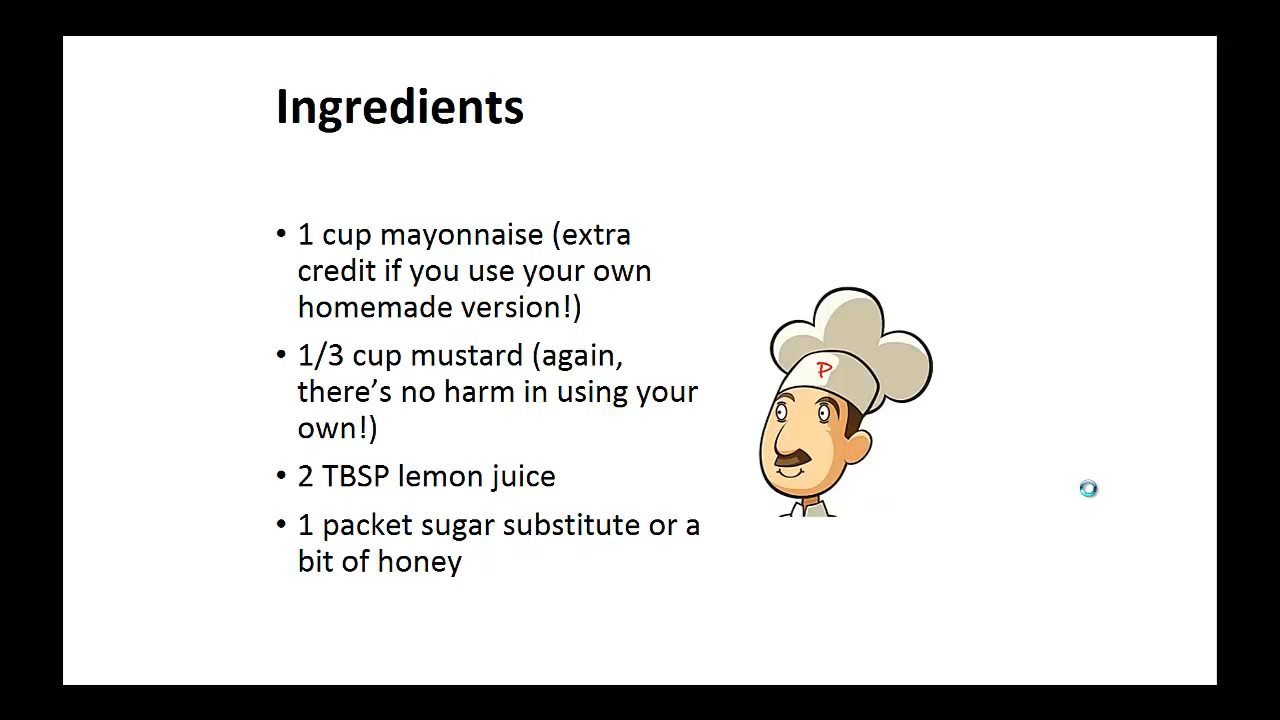 Ingredients
• 1 cup mayonnaise (extra
credit if you use your own
homemade version!)
• 1/3 cup mustard (again,
there’s no harm in using your
own!)
• 2 TBSP lemon juice
• 1 packet sugar substitute or a
bit of honey
P